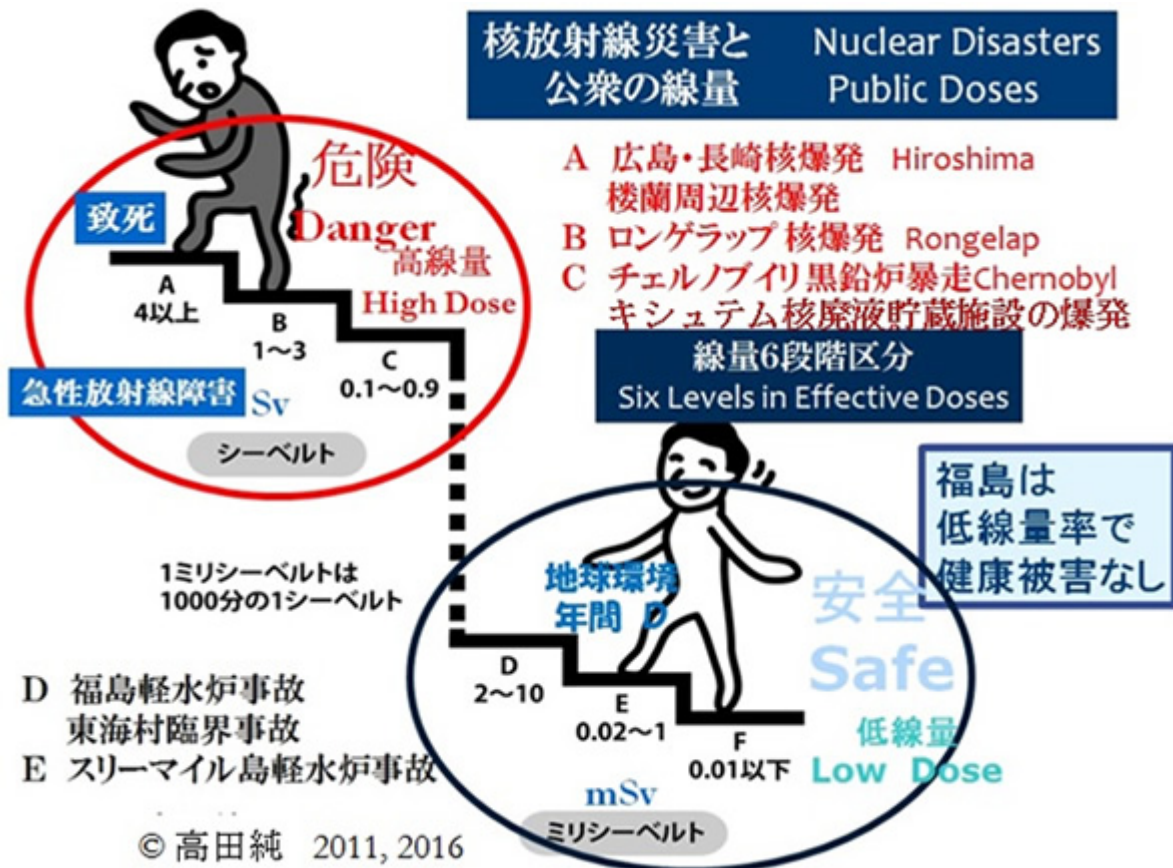 核放射線災害と Nuclear Disasters
公衆の線量 Public Doses
危険
Danger
高線量
High Dose
致死
A
4以上
B
1～3
C
0.1～0.9
急性放射線障害
Sv
シーベルト
A 広島・長崎核爆発 Hiroshima
楼蘭周辺核爆発
B ロンゲラップ核爆発 Rongelap
C チェルノブイリ黒鉛炉暴走Chernobyl
キシュテム核廃液貯蔵施設の爆発
線量6段階区分
Six Levels in Effective Doses
福島は
低線量率で
健康被害なし
1ミリシーベルトは
1000分の1シーベルト
地球環境
年間 D
安全
Safe
低線量
Low Dose
D
2～10
E
0.02～1
F
0.01以下
mSv
ミリシーベルト
D 福島軽水炉事故
東海村臨界事故
E スリーマイル島軽水炉事故
© 高田純 2011, 2016